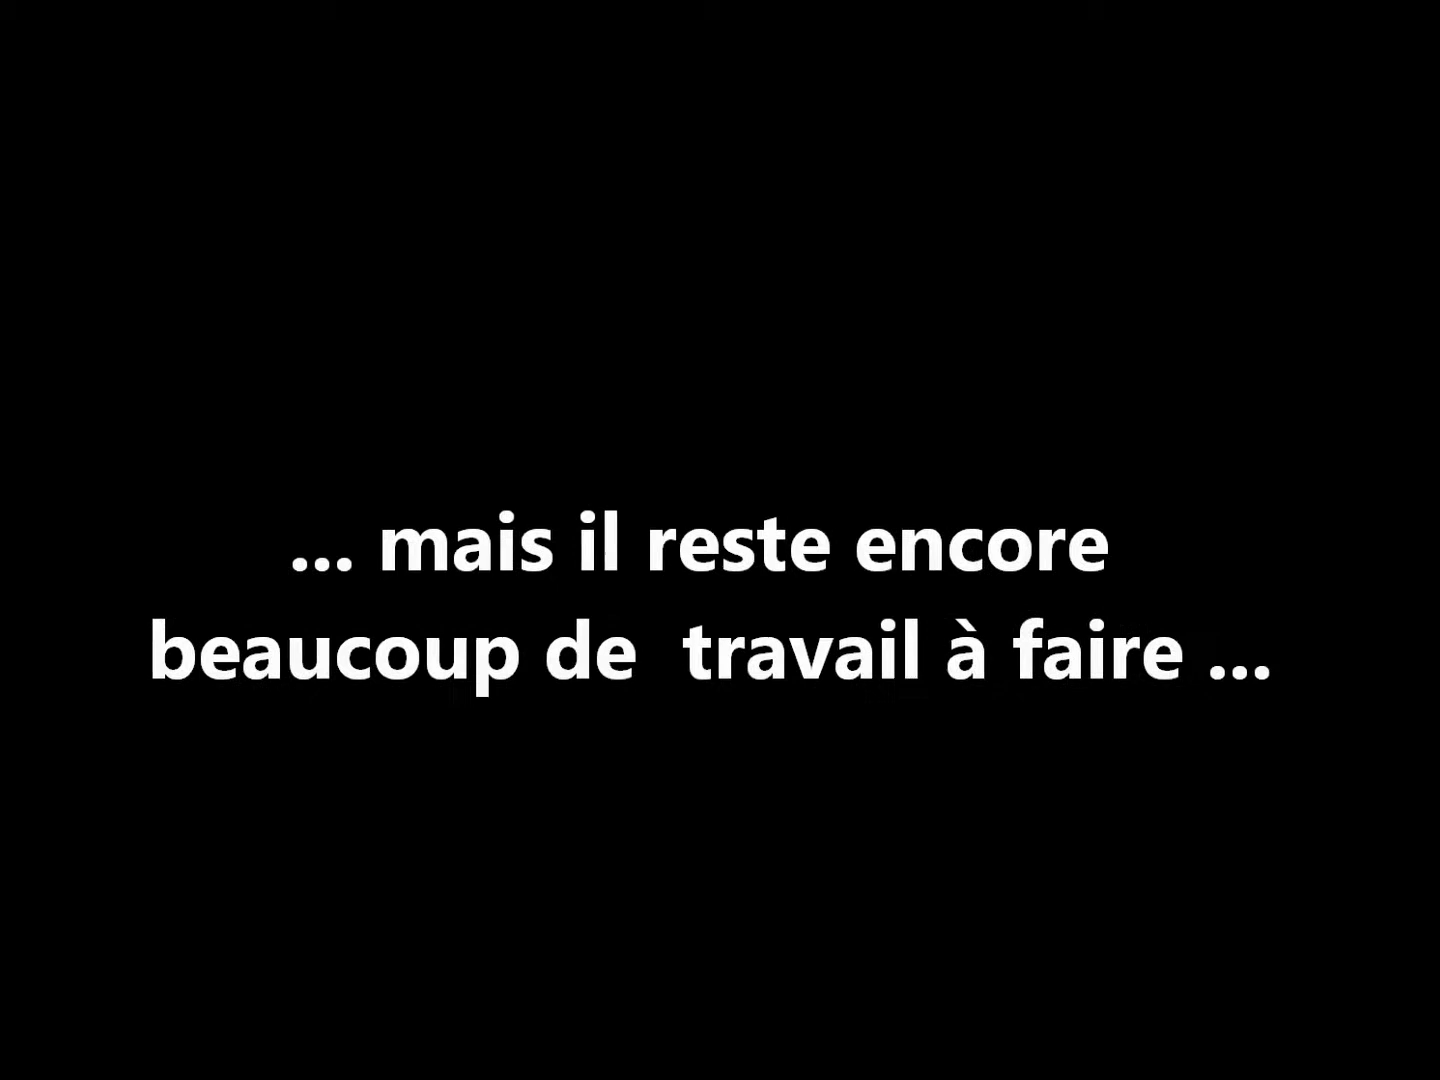 ... mais il reste encore
beaucoup de  travail à faire ...